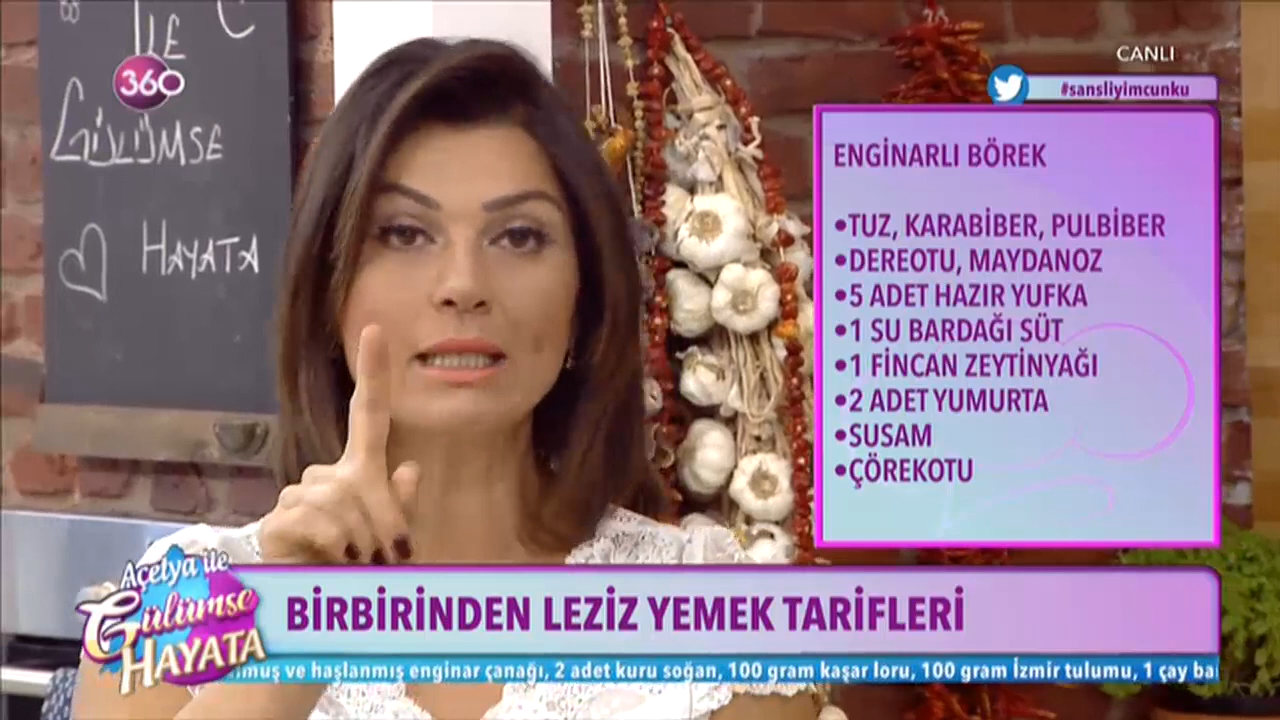 İLE
GÜLÜMSE
HAYATA
360
CANLI
#sansliyimcunku
ENGİNARLI BÖREK
•TUZ, KARABİBER, PULBİBER
•DEREOTU, MAYDANOZ
•5 ADET HAZIR YUFKA
•1 SU BARDAĞI SÜT
•1 FİNCAN ZEYTİNYAĞI
•2 ADET YUMURTA
•SUSAM
•ÇÖREKOTU
Açelya ile
Gülümse
HAYATA
BİRBİRİNDEN LEZİZ YEMEK TARİFLERİ
ve haşlanmış enginar çanağı, 2 adet kuru soğan, 100 gram kaşar loru, 100 gram İzmir tulumu, 1 çay